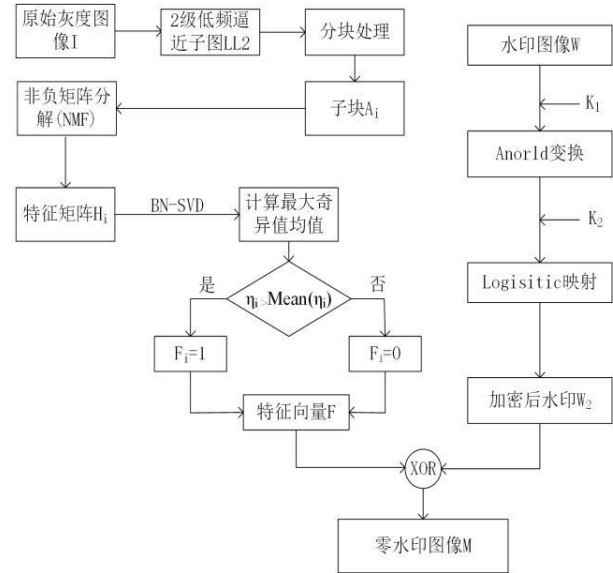 原始灰度图
像I
2级低频逼
近子图LL2
分块处理
水印图像W
非负矩阵分
解(NMF)
子块Ai
K1
Anorld变换
特征矩阵Hi
BN-SVD
计算最大奇
异值均值
K2
Logisitic映射
是
ηi>Mean(ηi)
否
Fi=1
Fi=0
特征向量F
加密后水印W2
XOR
零水印图像M